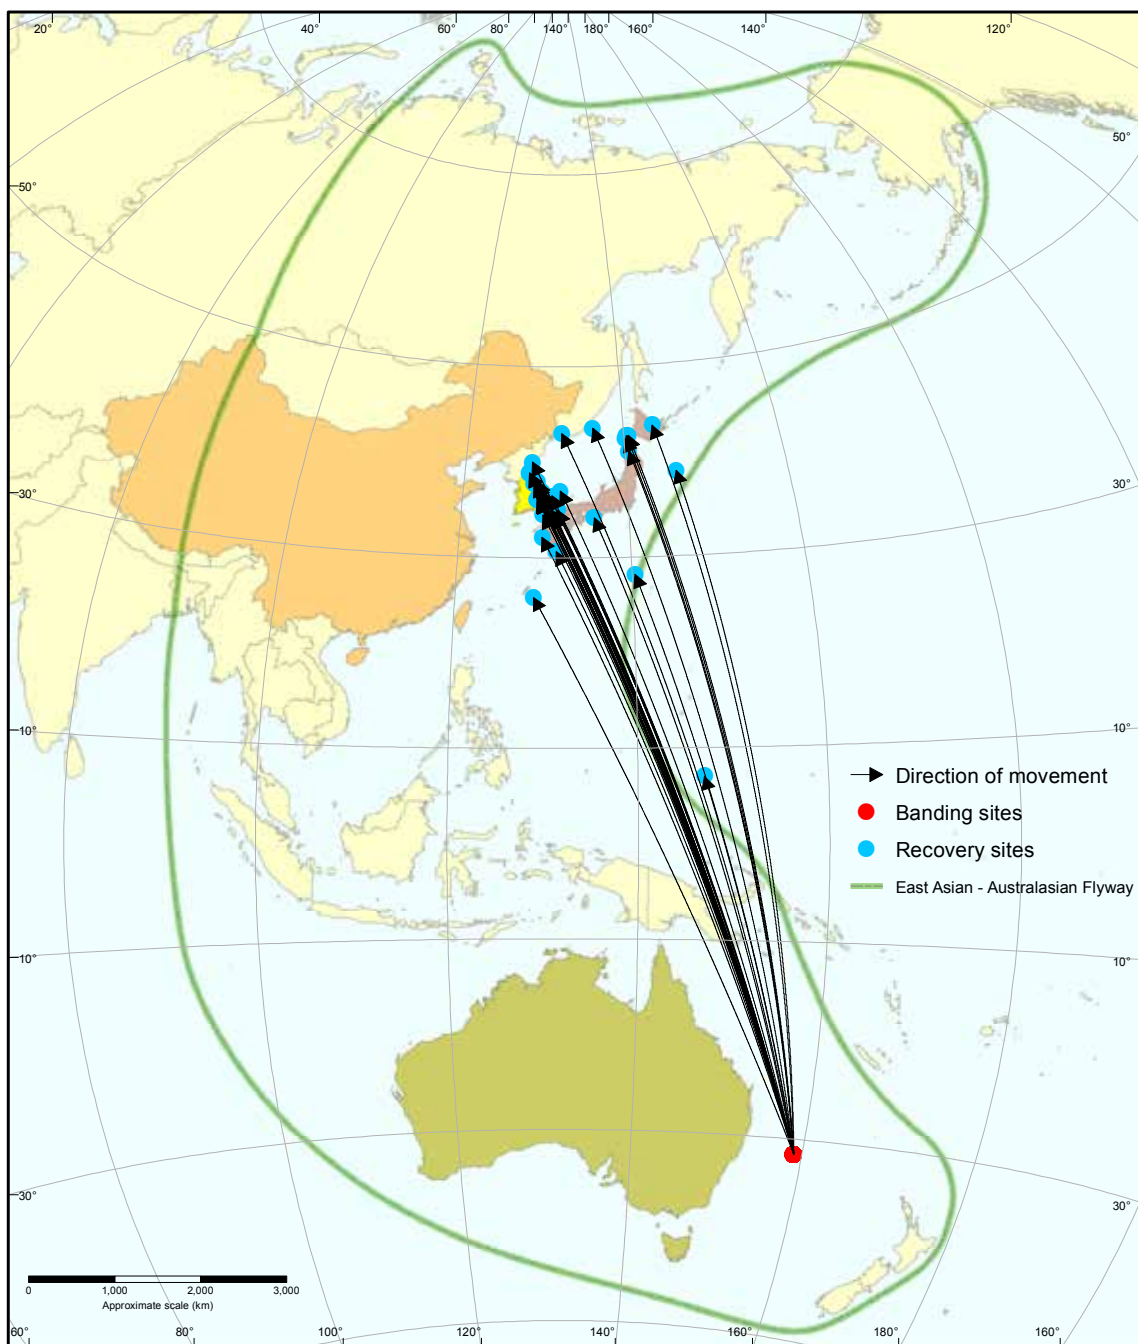 20° 40° 60° 80° 140° 180° 160° 140° 120°
50°
50°
30°
30°
10°
10°
Direction of movement
Banding sites
Recovery sites
East Asian - Australasian Flyway
10°
10°
30°
30°
0 1,000 2,000 3,000
Approximate scale (km)
60° 80° 100° 120° 140° 160° 180° 160°